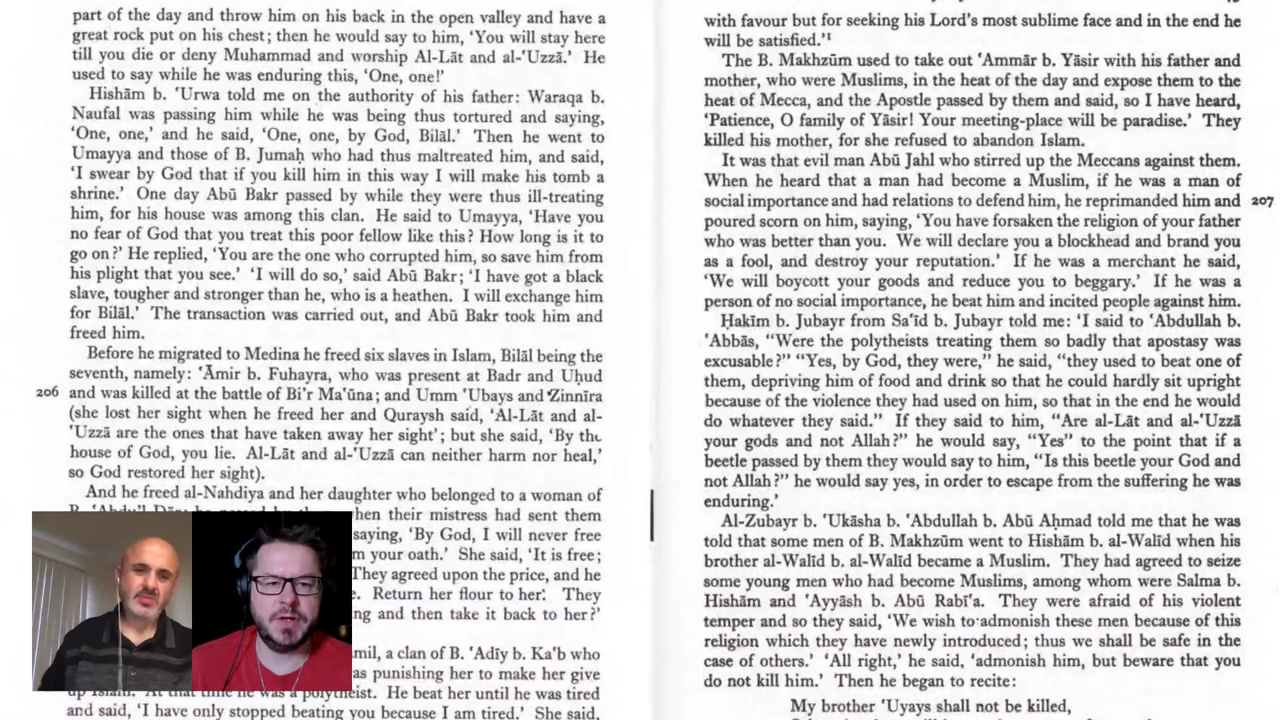 part of the day and throw him on his back in the open valley and have a
great rock put on his chest; then he would say to him, 'You will stay here
till you die or deny Muhammad and worship Al-Lāt and al-'Uzzā.' He
used to say while he was enduring this, 'One, one!'
Hishām b. 'Urwa told me on the authority of his father: Waraqa b.
Naufal was passing him while he was being thus tortured and saying,
'One, one,' and he said, 'One, one, by God, Bilāl.' Then he went to
Umayya and those of B. Jumaḥ who had thus maltreated him, and said,
'I swear by God that if you kill him in this way I will make his tomb a
shrine.' One day Abū Bakr passed by while they were thus ill-treating
him, for his house was among this clan. He said to Umayya, 'Have you
no fear of God that you treat this poor fellow like this? How long is it to
go on?' He replied, 'You are the one who corrupted him, so save him from
his plight that you see.' 'I will do so,' said Abū Bakr; 'I have got a black
slave, tougher and stronger than he, who is a heathen. I will exchange him
for Bilāl.' The transaction was carried out, and Abū Bakr took him and
freed him.
Before he migrated to Medina he freed six slaves in Islam, Bilāl being the
seventh, namely: 'Āmir b. Fuhayra, who was present at Badr and Uḥud
206 and was killed at the battle of Bi'r Ma'ūna; and Umm 'Ubays and Zinnīra
(she lost her sight when he freed her and Quraysh said, 'Al-Lāt and al-
'Uzzā are the ones that have taken away her sight'; but she said, 'By the
house of God, you lie. Al-Lāt and al-'Uzzā can neither harm nor heal,'
so God restored her sight).
And he freed al-Nahdiya and her daughter who belonged to a woman of
when their mistress had sent them
saying, 'By God, I will never free
m your oath.' She said, 'It is free;
They agreed upon the price, and he
e. Return her flour to her.' They
ng and then take it back to her?'
mil, a clan of B. 'Adīy b. Ka'b who
as punishing her to make her give
up Islam. At that time he was a polytheist. He beat her until he was tired
and said, 'I have only stopped beating you because I am tired.' She said,
with favour but for seeking his Lord's most sublime face and in the end he
will be satisfied."¹
The B. Makhzūm used to take out 'Ammār b. Yāsir with his father and
mother, who were Muslims, in the heat of the day and expose them to the
heat of Mecca, and the Apostle passed by them and said, so I have heard,
'Patience, O family of Yāsir! Your meeting-place will be paradise.' They
killed his mother, for she refused to abandon Islam.
It was that evil man Abū Jahl who stirred up the Meccans against them.
When he heard that a man had become a Muslim, if he was a man of
social importance and had relations to defend him, he reprimanded him and 207
poured scorn on him, saying, 'You have forsaken the religion of your father
who was better than you. We will declare you a blockhead and brand you
as a fool, and destroy your reputation.' If he was a merchant he said,
'We will boycott your goods and reduce you to beggary.' If he was a
person of no social importance, he beat him and incited people against him.
Ḥakīm b. Jubayr from Sa'īd b. Jubayr told me: 'I said to 'Abdullah b.
'Abbās, "Were the polytheists treating them so badly that apostasy was
excusable?" "Yes, by God, they were," he said, "they used to beat one of
them, depriving him of food and drink so that he could hardly sit upright
because of the violence they had used on him, so that in the end he would
do whatever they said." If they said to him, "Are al-Lāt and al-'Uzzā
your gods and not Allah?" he would say, "Yes" to the point that if a
beetle passed by them they would say to him, "Is this beetle your God and
not Allah?" he would say yes, in order to escape from the suffering he was
enduring.'
Al-Zubayr b. 'Ukāsha b. 'Abdullah b. Abū Aḥmad told me that he was
told that some men of B. Makhzūm went to Hishām b. al-Walīd when his
brother al-Walīd b. al-Walīd became a Muslim. They had agreed to seize
some young men who had become Muslims, among whom were Salma b.
Hishām and 'Ayyāsh b. Abū Rabī'a. They were afraid of his violent
temper and so they said, 'We wish to admonish these men because of this
religion which they have newly introduced; thus we shall be safe in the
case of others.' 'All right,' he said, 'admonish him, but beware that you
do not kill him.' Then he began to recite:
My brother 'Uyays shall not be killed,